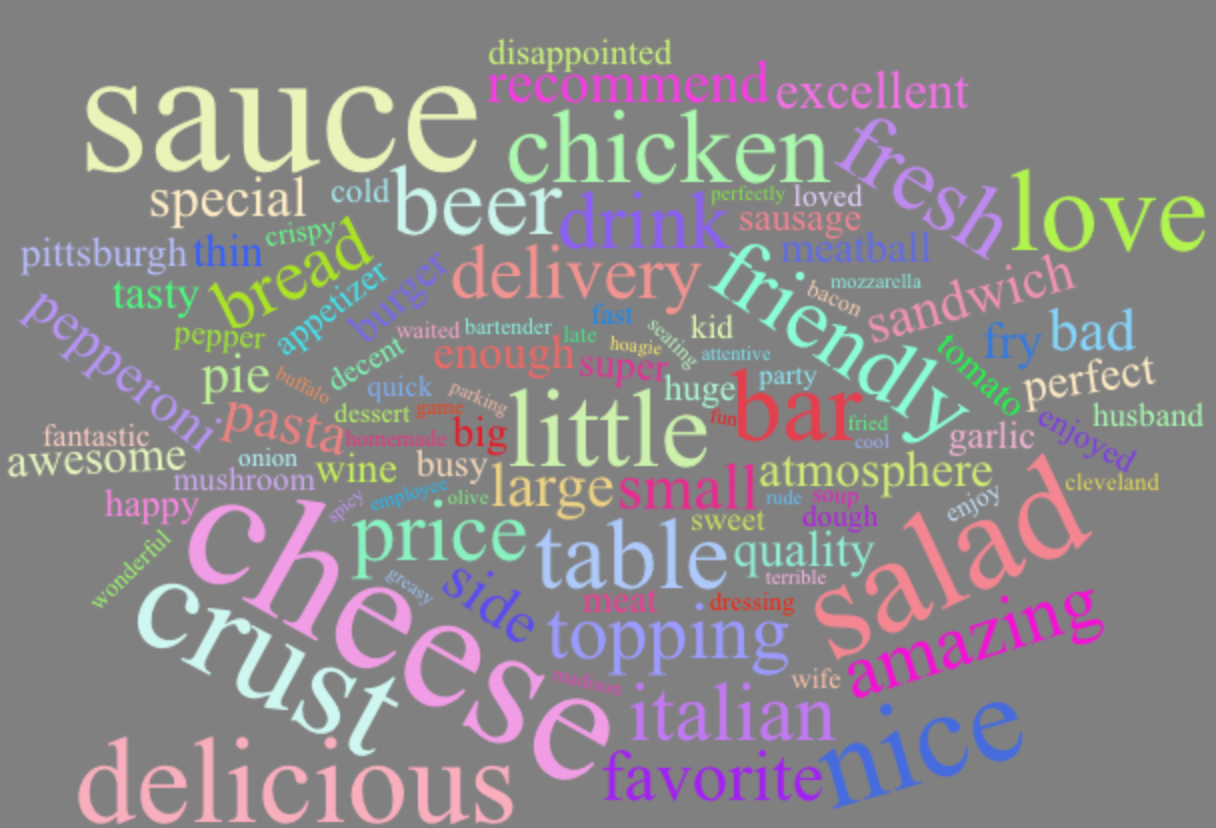 disappointed
recommend
excellent
sauce
chicken
fresh
love
special
cold
beer
drink
perfectly
loved
sausage
meatball
pittsburgh
thin
crispy
bread
appetizer
burger
delivery
friendly
mozzarella
bacon
sandwich
tasty
pepperoni
pepper
waited
bartender
late
fast
hoagie
seating
kid
attentive
fry
bad
tomato
perfect
pie
buffalo
decent
enough
super
quick
parking
huge
party
bar
fun
fried
cool
husband
enjoyed
garlic
pasta
dessert
game
homemade
big
little
fantastic
awesome
onion
mushroom
wine
busy
large
small
atmosphere
cleveland
happy
spicy
employee
olive
rude
soup
enjoy
cheese
price
sweet
dough
salad
table
quality
wonderful
greasy
side
terrible
meat
dressing
crust
topping
amazing
madison
wife
italian
nice
delicious
favorite